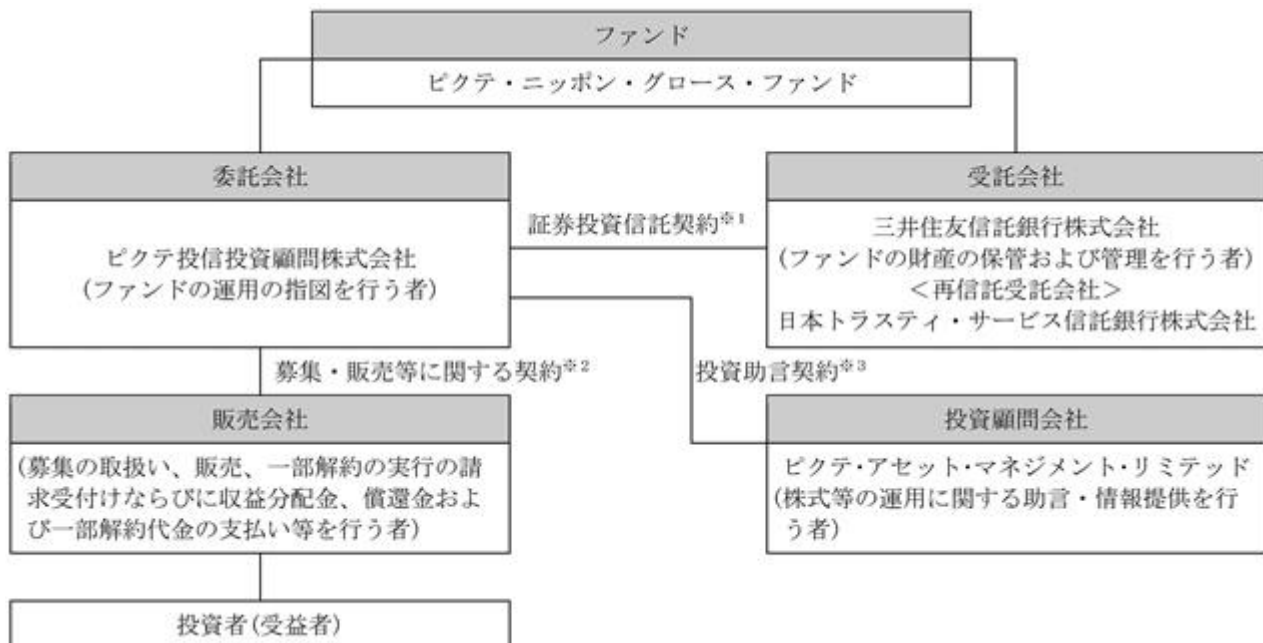 ファンド
ピクテ・ニッポン・グロース・ファンド
委託会社
ピクテ投信投資顧問株式会社
(ファンドの運用の指図を行う者)
証券投資信託契約※1
受託会社
三井住友信託銀行株式会社
(ファンドの財産の保管および管理を行う者)
<再信託受託会社>
日本トラスティ・サービス信託銀行株式会社
募集・販売等に関する契約※2
投資助言契約※3
販売会社
(募集の取扱い、販売、一部解約の実行の請
求受付けならびに収益分配金、償還金およ
び一部解約代金の支払い等を行う者)
投資顧問会社
ピクテ・アセット・マネジメント・リミテッド
(株式等の運用に関する助言・情報提供を行
う者)
投資者(受益者)